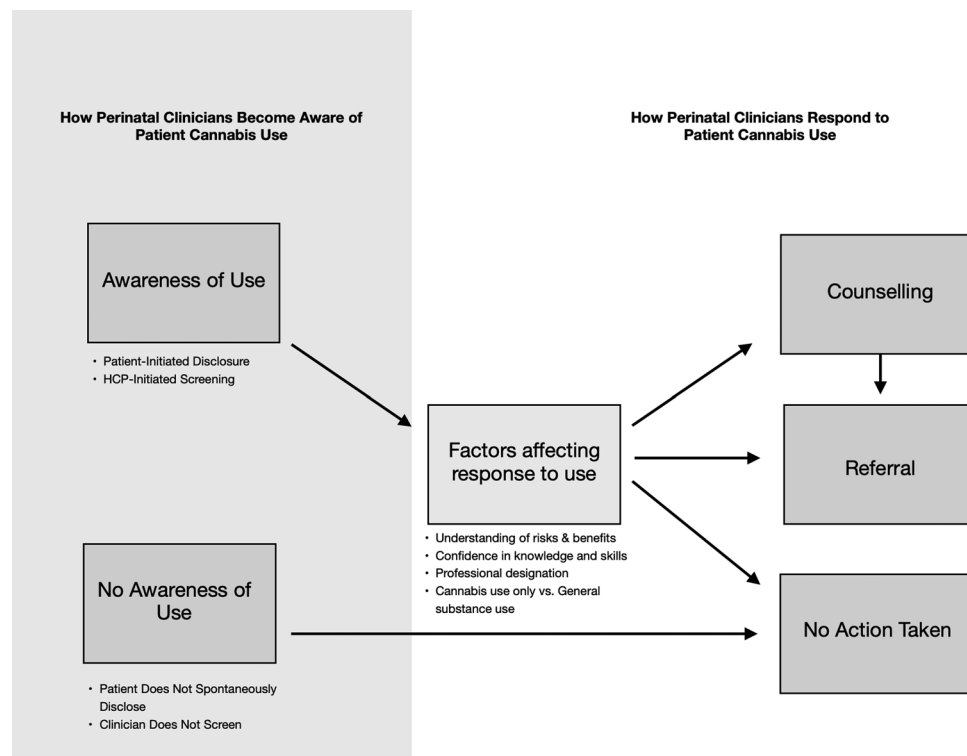 How Perinatal Clinicians Become Aware of
Patient Cannabis Use
How Perinatal Clinicians Respond to
Patient Cannabis Use
Awareness of Use
• Patient-Initiated Disclosure
• HCP-Initiated Screening
Counselling
Factors affecting
response to use
• Understanding of risks & benefits
• Confidence in knowledge and skills
• Professional designation
• Cannabis use only vs. General
substance use
Referral
No Awareness of
Use
• Patient Does Not Spontaneously
Disclose
• Clinician Does Not Screen
No Action Taken